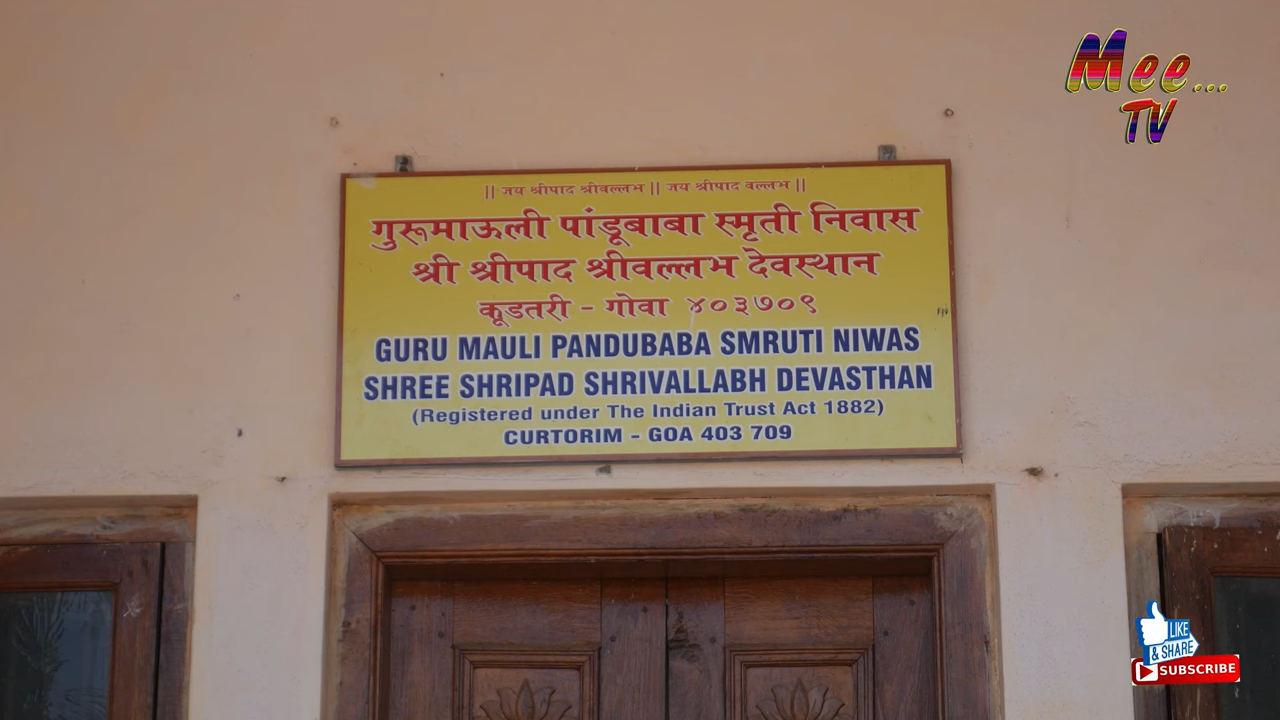 Mee...
TV
|| जय श्रीपाद श्रीवल्लभ || जय श्रीपाद वल्लभ ||
गुरूमाऊली पांडूबाबा स्मृती निवास
श्री श्रीपाद श्रीवल्लभ देवस्थान
कूडतरी - गोवा ४०३७०९
GURU MAULI PANDUBABA SMRUTI NIWAS
SHREE SHRIPAD SHRIVALLABH DEVASTHAN
(Registered under The Indian Trust Act 1882)
CURTORIM - GOA 403 709
LIKE
& SHARE
SUBSCRIBE